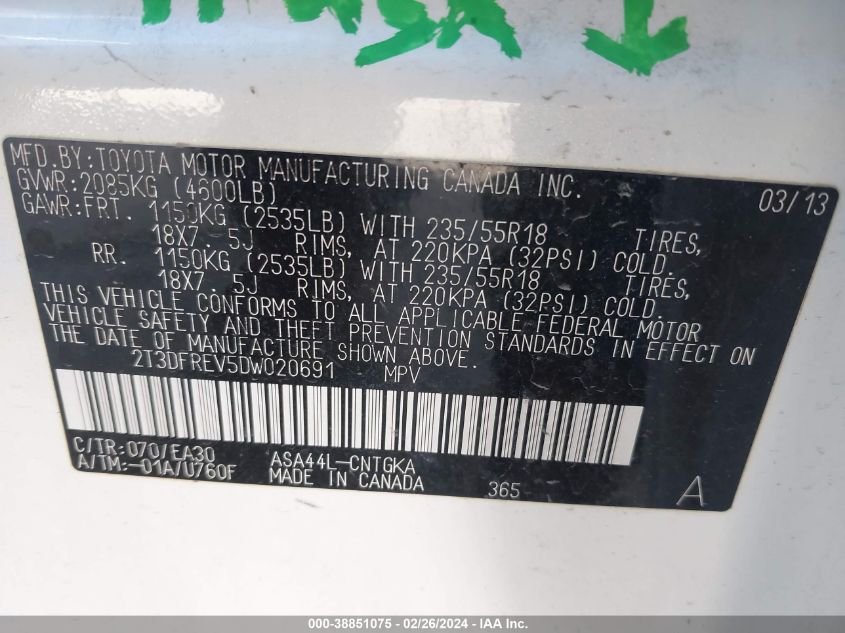 MFD.BY:TOYOTA MOTOR MANUFACTURING CANADA INC. 03/13
GVWR:2085KG (4600LB)
GAWR:FRT. 1150KG (2535LB) WITH 235/55R18 TIRES,
18X7.5J RIMS, AT 220KPA (32PSI) COLD.
RR. 1150KG (2535LB) WITH 235/55R18 TIRES,
18X7.5J RIMS, AT 220KPA (32PSI) COLD.
THIS VEHICLE CONFORMS TO ALL APPLICABLE FEDERAL MOTOR
VEHICLE SAFETY AND THEFT PREVENTION STANDARDS IN EFFECT ON
THE DATE OF MANUFACTURE SHOWN ABOVE.
2T3DFREV5DW020691 MPV
C/TR:070/EA30 ASA44L-CNTGKA
A/TM:-01A/U760F MADE IN CANADA 365 A
000-38851075 - 02/26/2024 - IAA Inc.